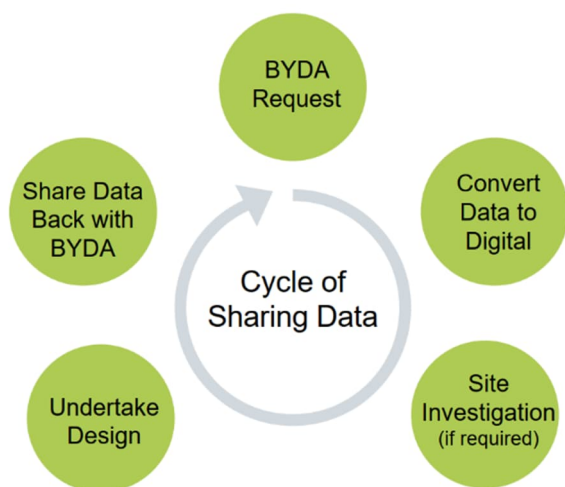 BYDA
Request
Convert
Data to
Digital
Site
Investigation
(if required)
Undertake
Design
Share Data
Back with
BYDA
Cycle of
Sharing Data